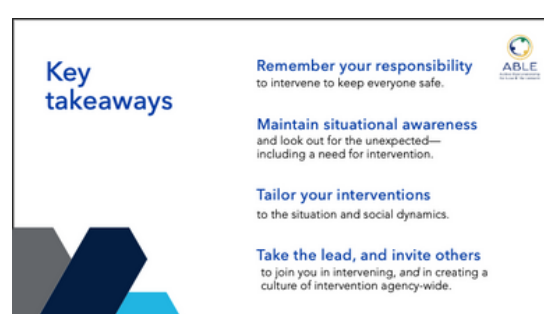 Key
takeaways
Remember your responsibility
to intervene to keep everyone safe.
Maintain situational awareness
and look out for the unexpected—
including a need for intervention.
Tailor your interventions
to the situation and social dynamics.
Take the lead, and invite others
to join you in intervening, and in creating a
culture of intervention agency-wide.
ABLE